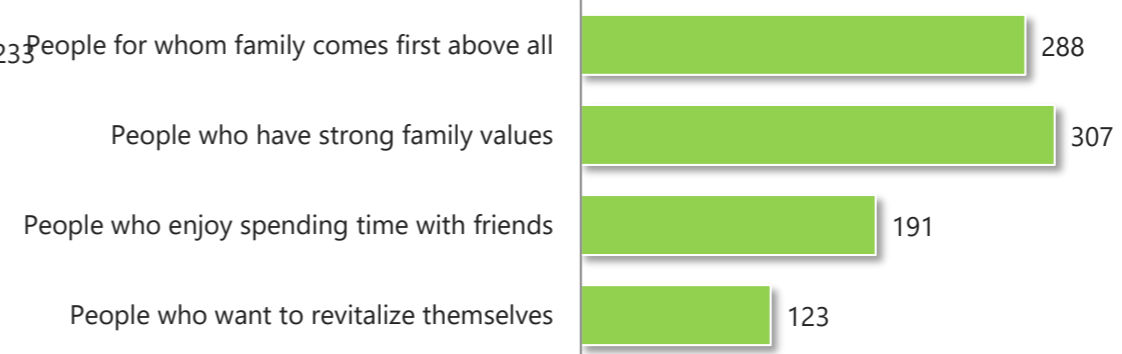 233
People for whom family comes first above all 288
People who have strong family values 307
People who enjoy spending time with friends 191
People who want to revitalize themselves 123